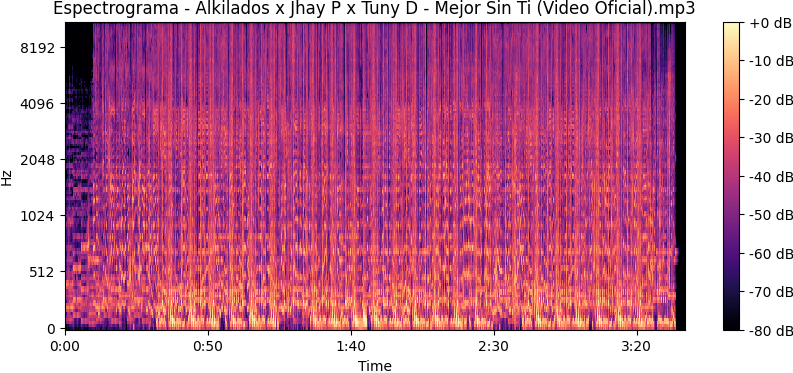 Espectrograma - Alkilados x Jhay P x Tuny D - Mejor Sin Ti (Video Oficial).mp3
8192
4096
2048
1024
512
0
Hz
0:00
0:50
1:40
2:30
3:20
Time
+0 dB
-10 dB
-20 dB
-30 dB
-40 dB
-50 dB
-60 dB
-70 dB
-80 dB